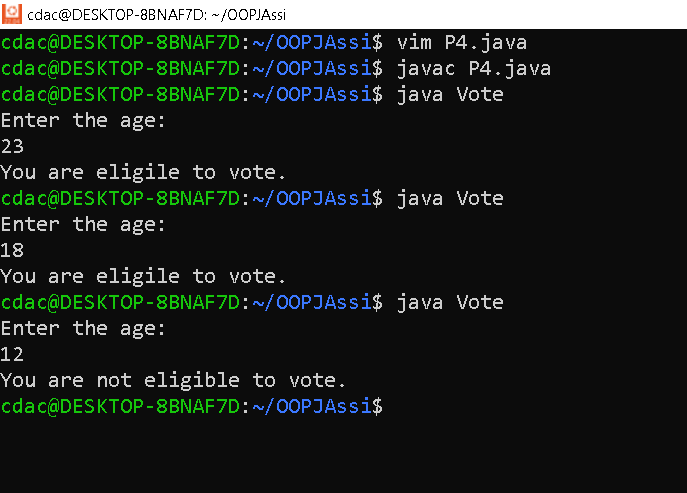 cdac@DESKTOP-8BNAF7D: ~/OOPJAssi
cdac@DESKTOP-8BNAF7D:~/OOPJAssi$ vim P4.java
cdac@DESKTOP-8BNAF7D:~/OOPJAssi$ javac P4.java
cdac@DESKTOP-8BNAF7D:~/OOPJAssi$ java Vote
Enter the age:
23
You are eligile to vote.
cdac@DESKTOP-8BNAF7D:~/OOPJAssi$ java Vote
Enter the age:
18
You are eligile to vote.
cdac@DESKTOP-8BNAF7D:~/OOPJAssi$ java Vote
Enter the age:
12
You are not eligible to vote.
cdac@DESKTOP-8BNAF7D:~/OOPJAssi$